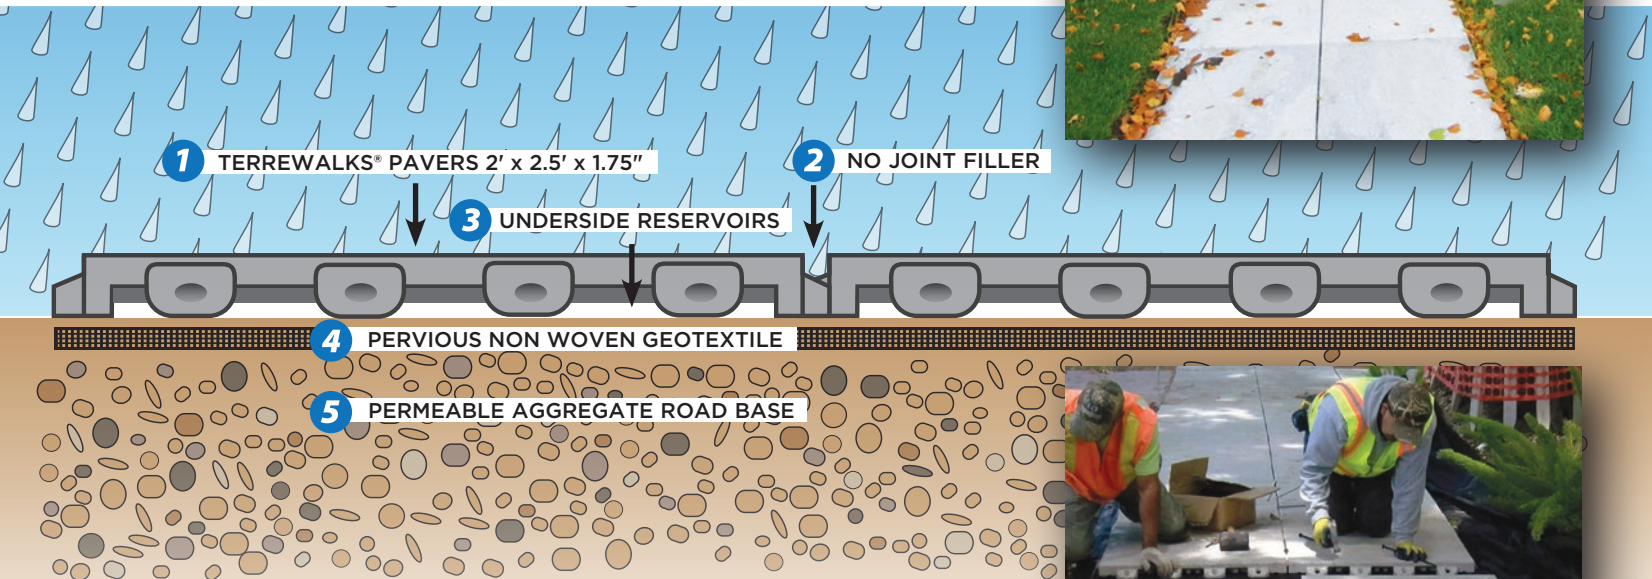 1 TERREWALKS® PAVERS 2' x 2.5' x 1.75"
2 NO JOINT FILLER
3 UNDERSIDE RESERVOIRS
4 PERVIOUS NON WOVEN GEOTEXTILE
5 PERMEABLE AGGREGATE ROAD BASE